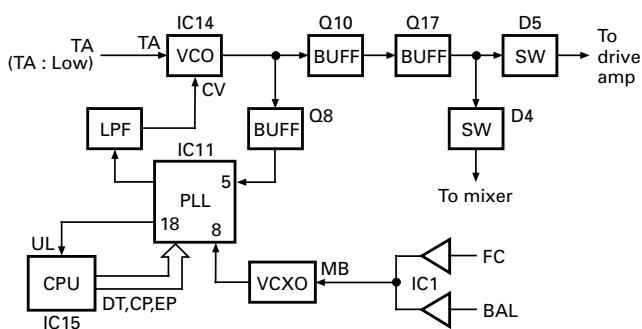 IC14
Q10
Q17
D5
TA
(TA : Low)
TA
VCO
BUFF
BUFF
SW
To
drive
amp
CV
LPF
BUFF
Q8
SW
D4
IC11
PLL
5
18
8
To mixer
UL
CPU
IC15
DT,CP,EP
VCXO
MB
IC1
FC
BAL